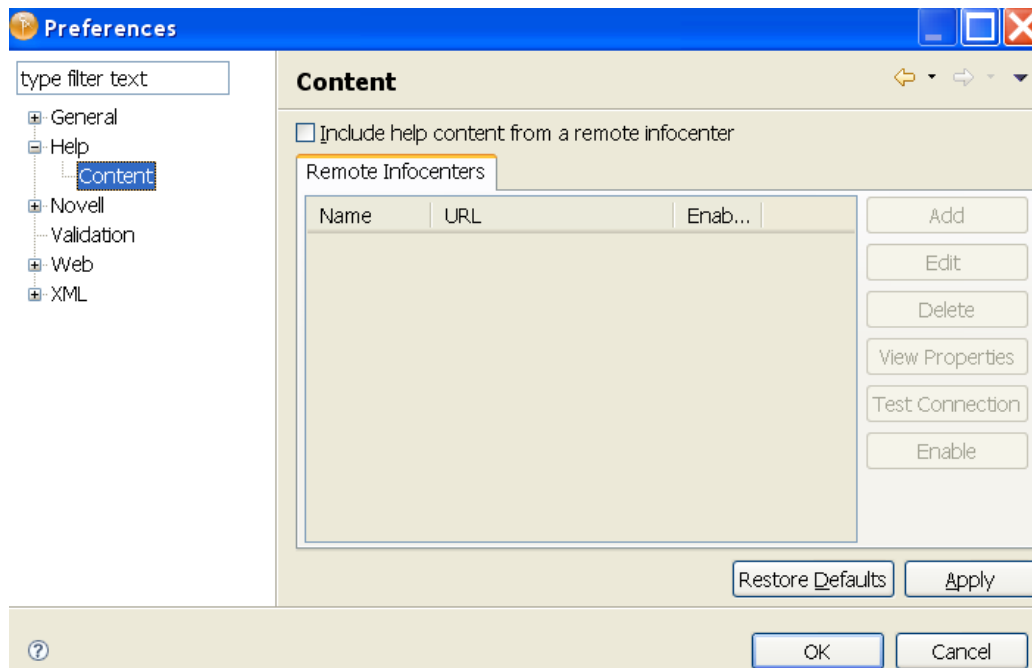 Preferences
type filter text
General
Help
Content
Novell
Validation
Web
XML
Content
Include help content from a remote infocenter
Remote Infocenters
Name URL Enab...
Add
Edit
Delete
View Properties
Test Connection
Enable
Restore Defaults Apply
OK Cancel